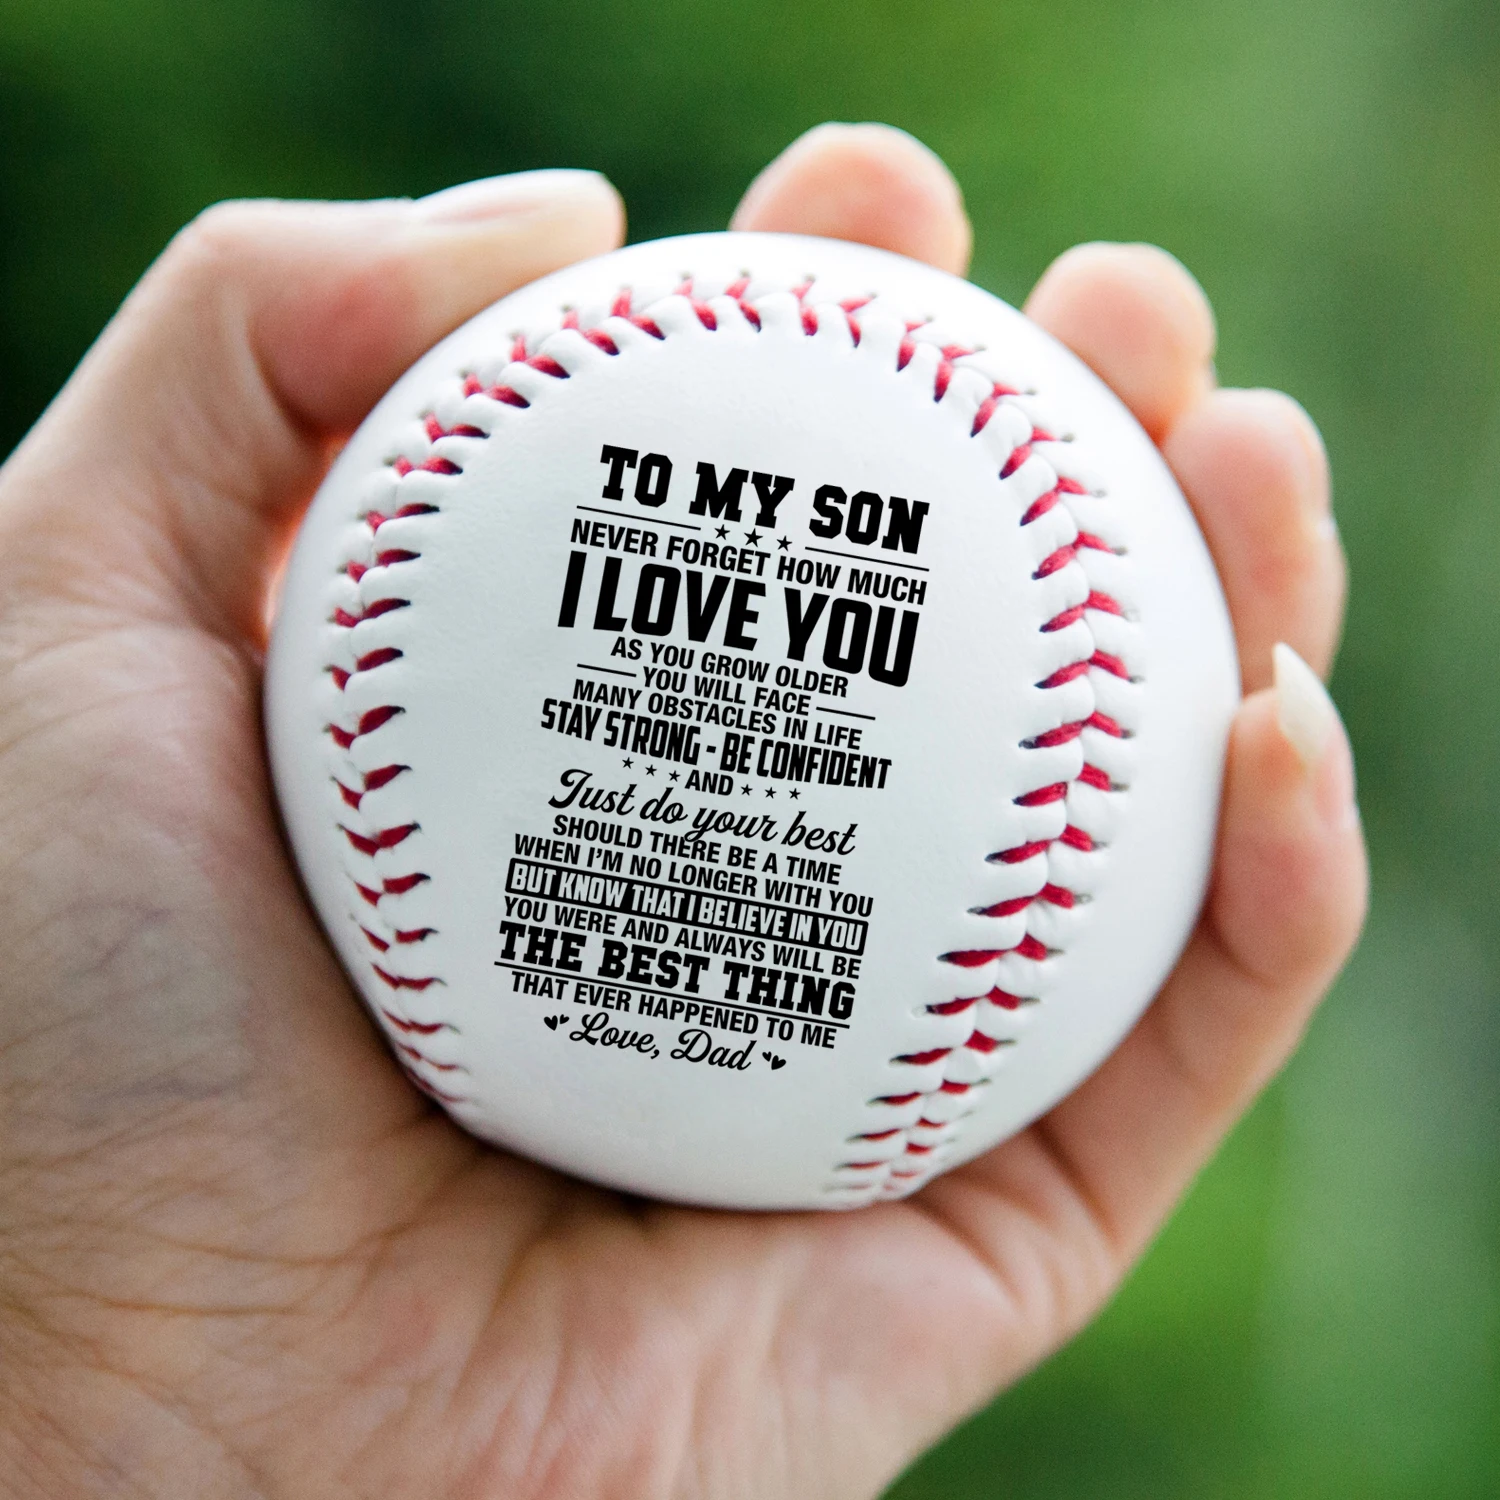 TO MY SON
NEVER FORGET HOW MUCH
I LOVE YOU
AS YOU GROW OLDER
YOU WILL FACE
MANY OBSTACLES IN LIFE
STAY STRONG - BE CONFIDENT
AND
Just do your best
SHOULD THERE BE A TIME
WHEN I'M NO LONGER WITH YOU
BUT KNOW THAT I BELIEVE IN YOU
YOU WERE AND ALWAYS WILL BE
THE BEST THING
THAT EVER HAPPENED TO ME
Love, Dad